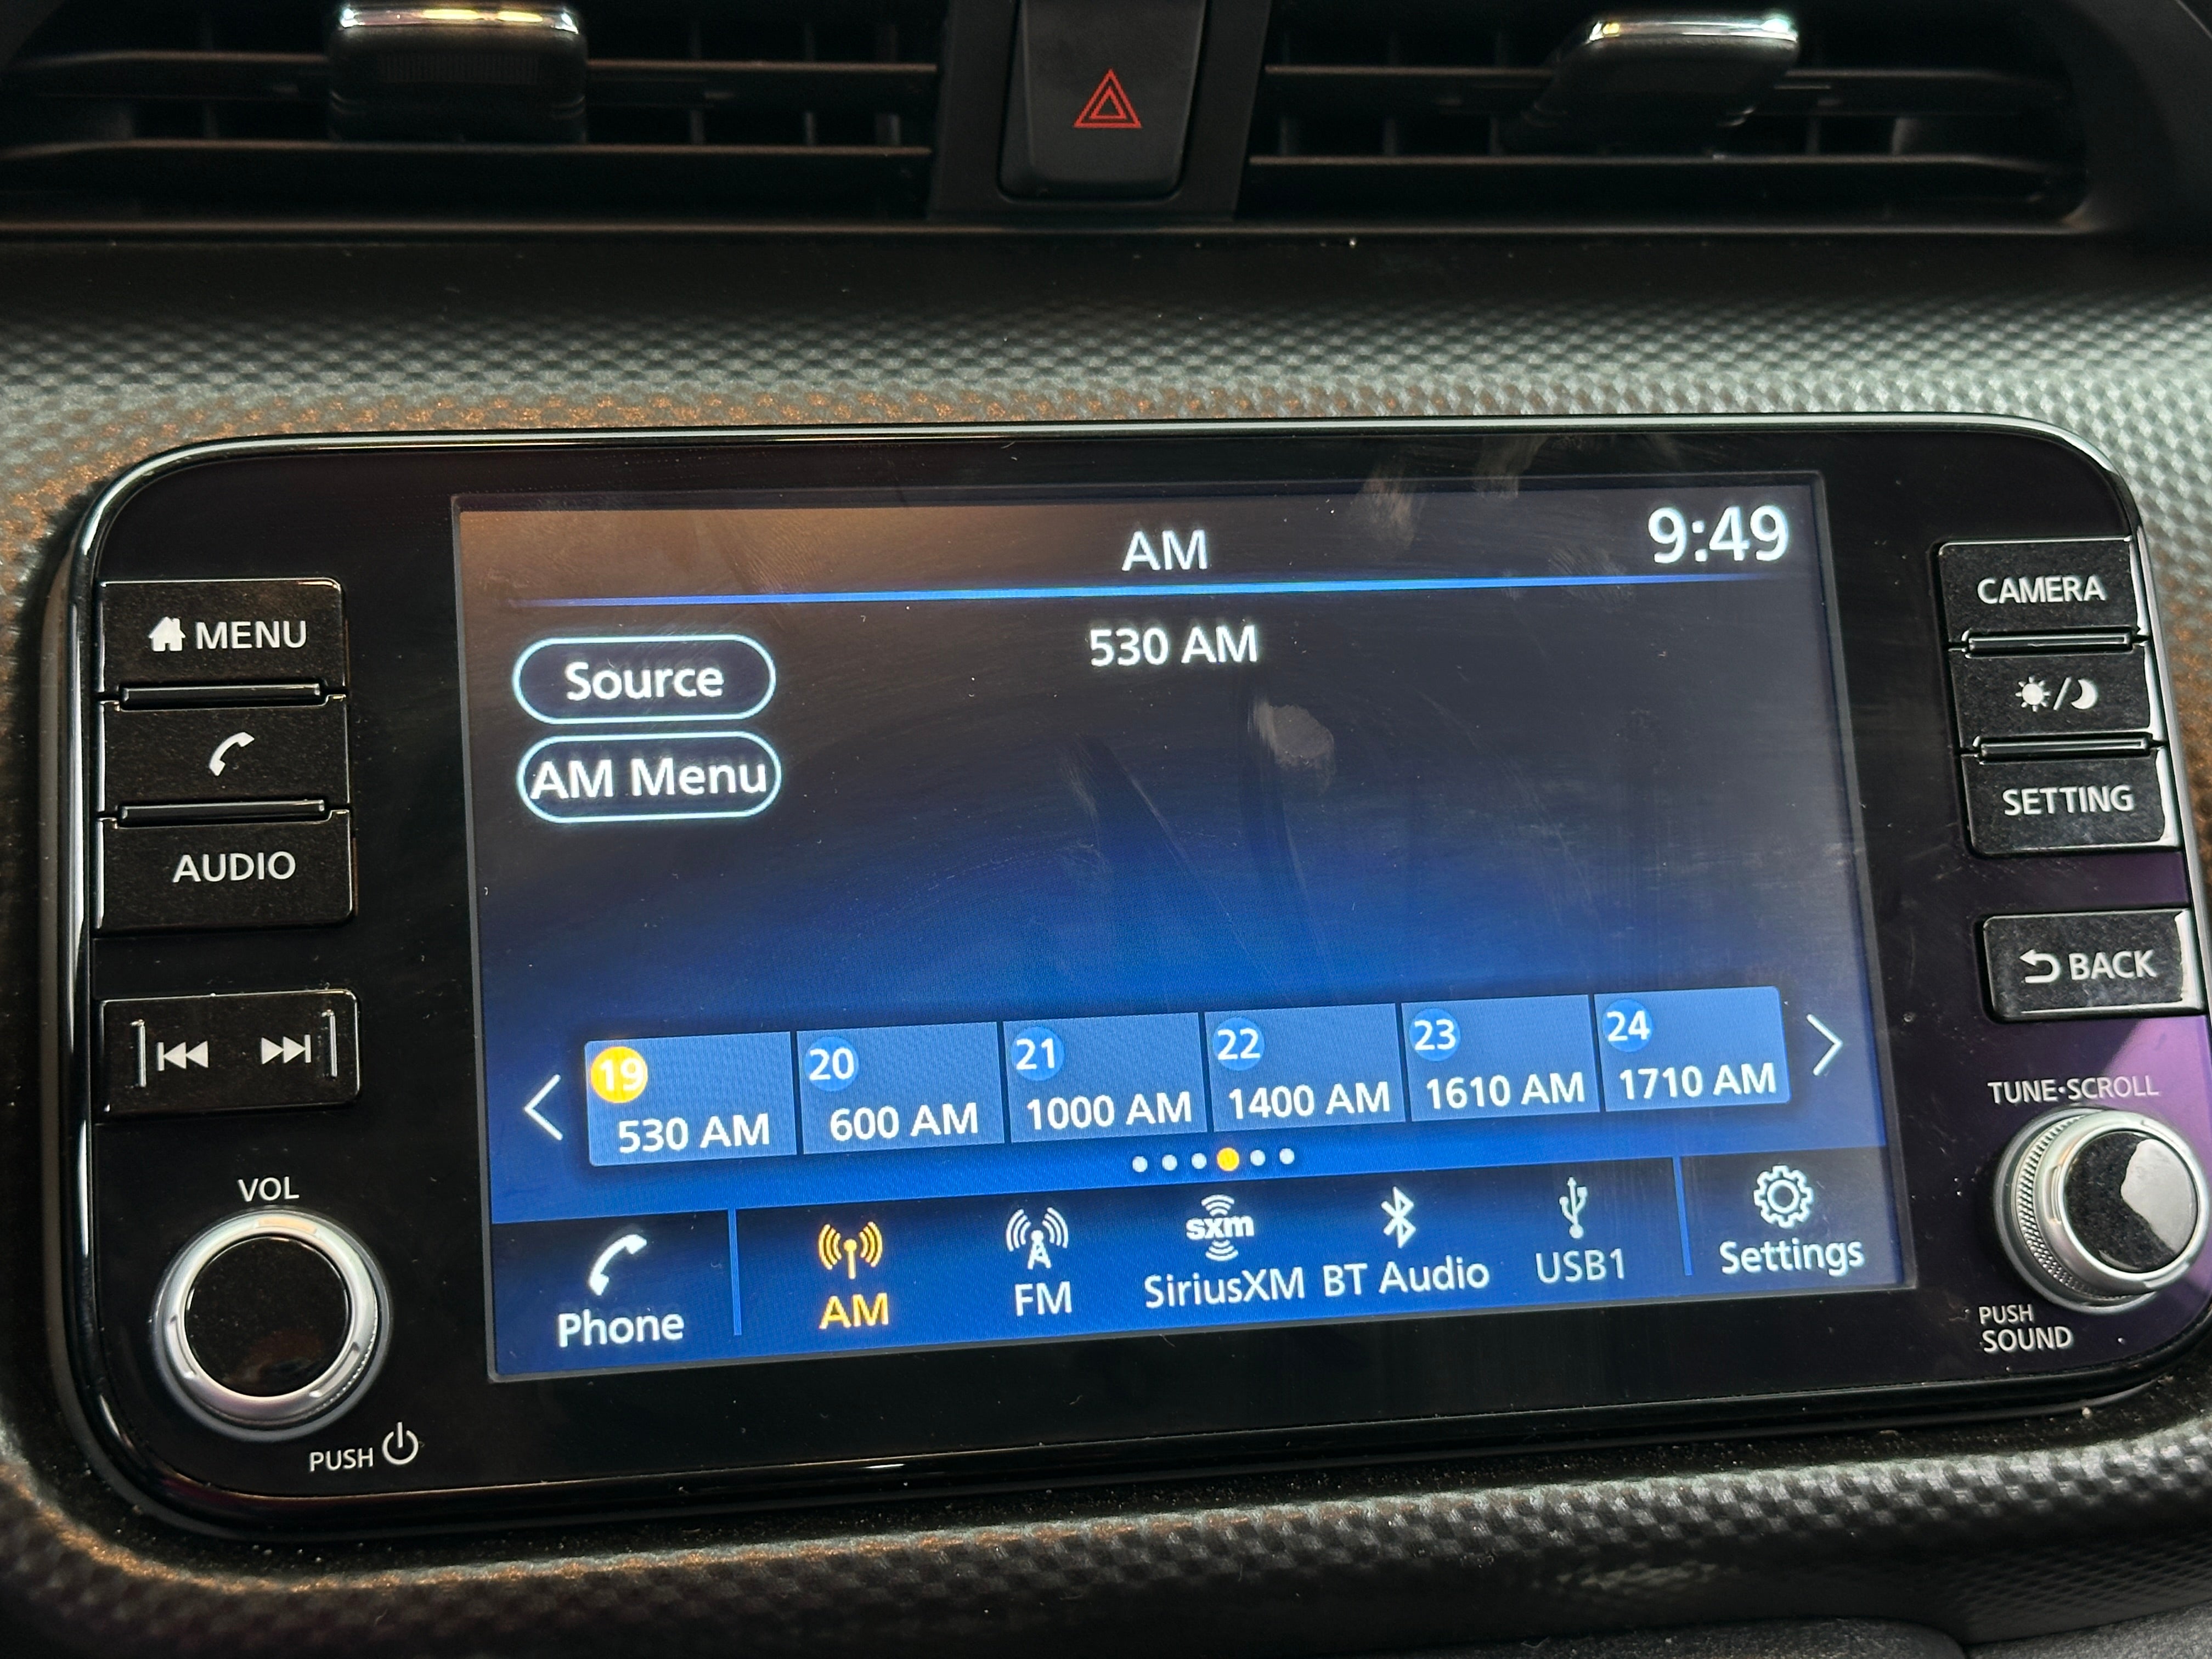 AM
9:49
530 AM
Source
AM Menu
19
530 AM
20
600 AM
21
1000 AM
22
1400 AM
23
1610 AM
24
1710 AM
Phone
AM
FM
sxm
SiriusXM
BT Audio
USB1
Settings
MENU
AUDIO
VOL
PUSH
CAMERA
SETTING
BACK
TUNE•SCROLL
PUSH
SOUND